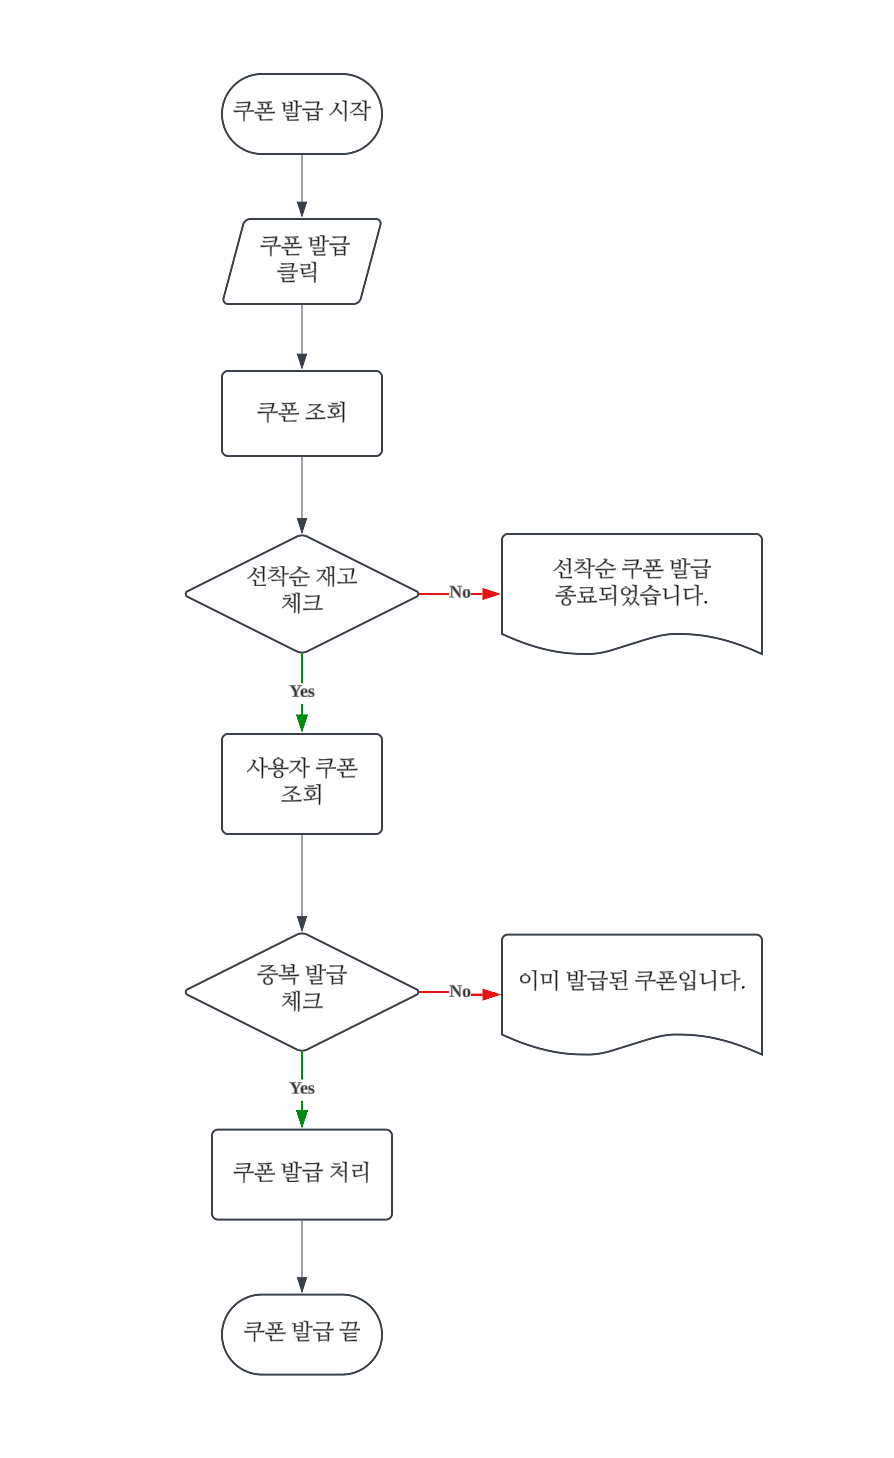 쿠폰 발급 시작
쿠폰 발급
클릭
쿠폰 조회
선착순 재고
체크
No
선착순 쿠폰 발급
종료되었습니다.
Yes
사용자 쿠폰
조회
중복 발급
체크
No
이미 발급된 쿠폰입니다.
Yes
쿠폰 발급 처리
쿠폰 발급 끝